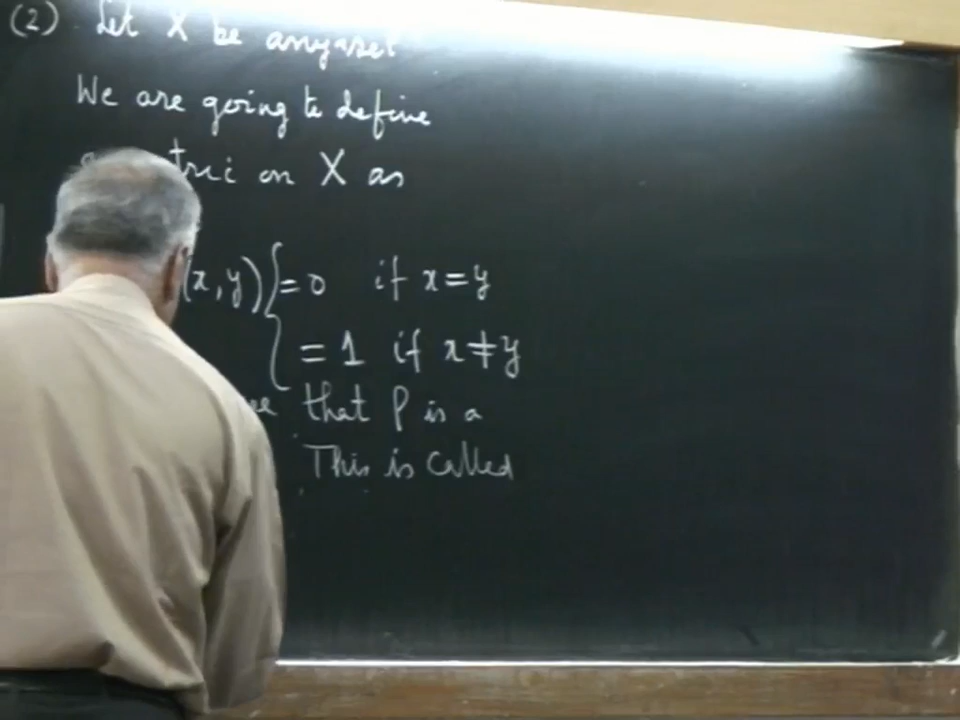 (2) Let X be any set
We are going to define
on X as
(x, y) { = 0 if x = y
= 1 if x ≠ y
that ρ is a
This is called